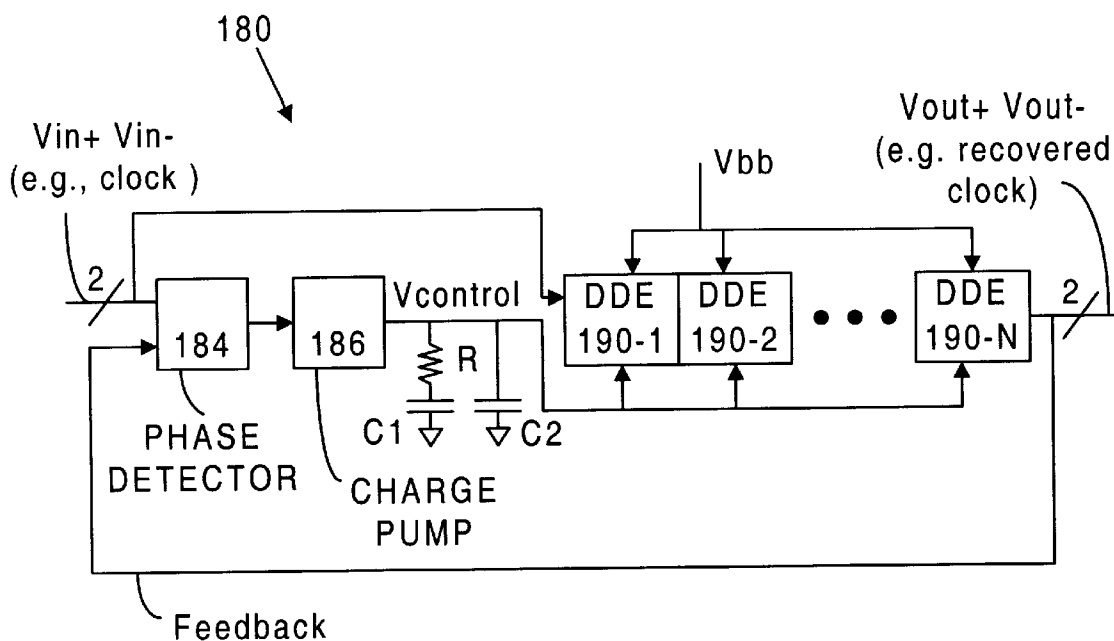 180
Vin+ Vin-
(e.g., clock )
2
184
PHASE
DETECTOR
186
CHARGE
PUMP
Vcontrol
R
C1
C2
Vbb
DDE
190-1
DDE
190-2
DDE
190-N
Vout+ Vout-
(e.g. recovered
clock)
2
Feedback